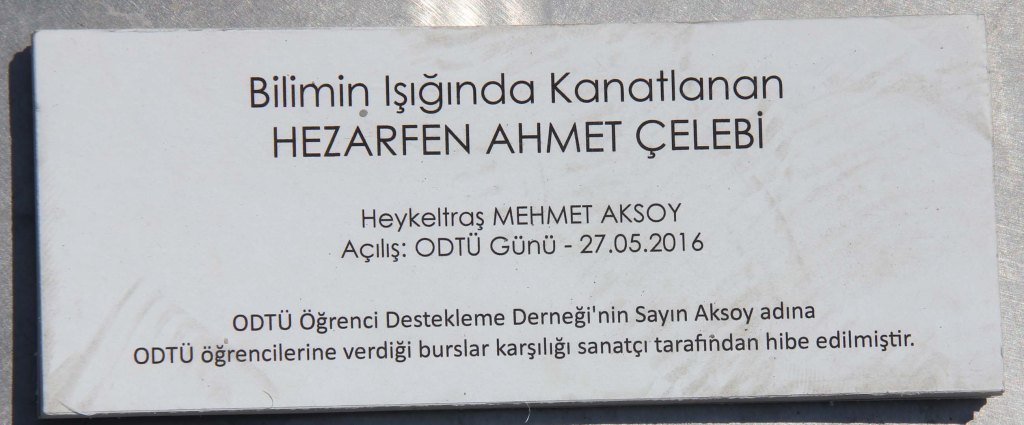 Bilimin Işığında Kanatlanan
HEZARFEN AHMET ÇELEBİ
Heykeltraş MEHMET AKSOY
Açılış: ODTÜ Günü - 27.05.2016
ODTÜ Öğrenci Destekleme Derneği'nin Sayın Aksoy adına
ODTÜ öğrencilerine verdiği burslar karşılığı sanatçı tarafından hibe edilmiştir.